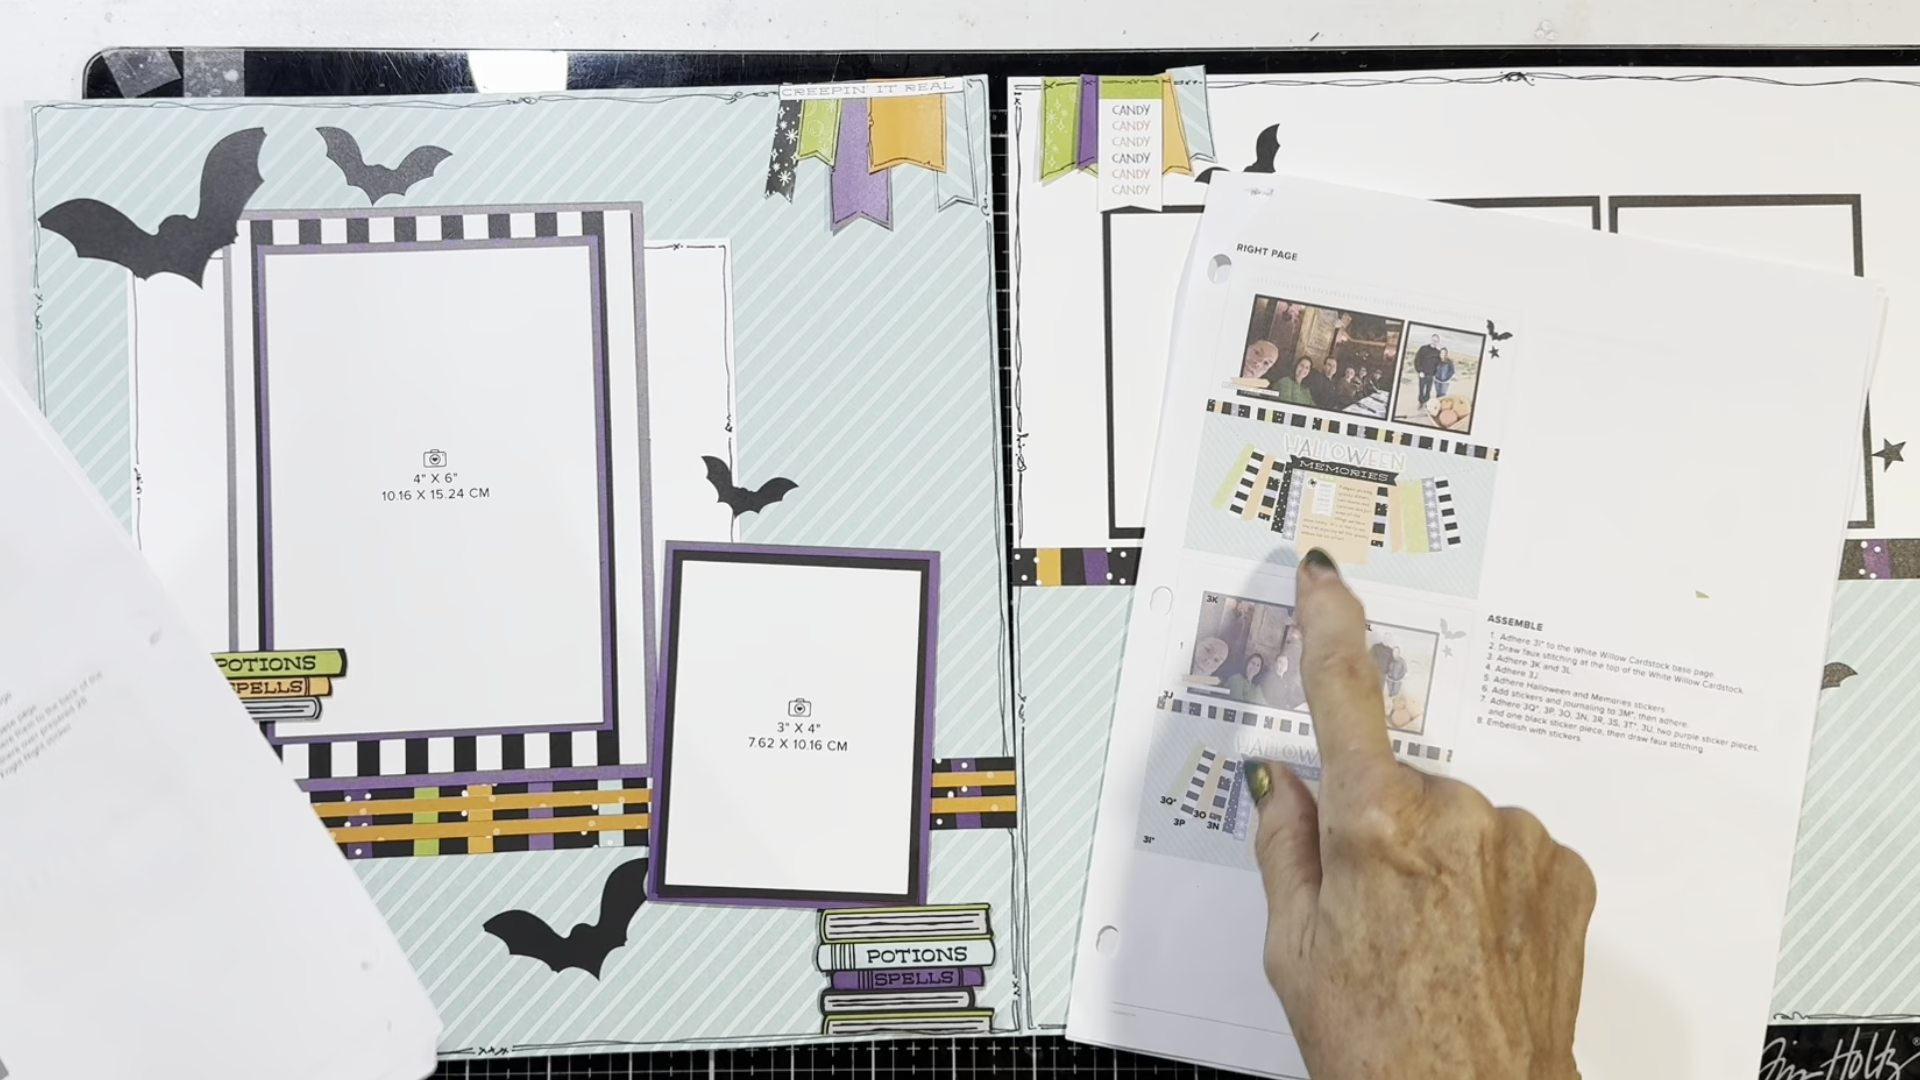 CREEPIN' IT REAL
CANDY
CANDY
CANDY
CANDY
CANDY
CANDY
4" X 6"
10.16 X 15.24 CM
POTIONS
SPELLS
3" X 4"
7.62 X 10.16 CM
POTIONS
SPELLS
RIGHT PAGE
HALLOWEEN
MEMORIES
3K
3J
3Q*
3P
3O
3N
3I*
ASSEMBLE
1. Adhere 3I* to the White Willow Cardstock base page.
2. Draw faux stitching at the top of the White Willow Cardstock.
3. Adhere 3K and 3L.
4. Adhere 3J.
5. Adhere Halloween and Memories stickers.
6. Add stickers and journaling to 3M*, then adhere.
7. Adhere 3Q*, 3P, 3O, 3N, 3R, 3S, 3T*, 3U, two purple sticker pieces,
and one black sticker piece, then draw faux stitching.
8. Embellish with stickers.
Tim Holtz®